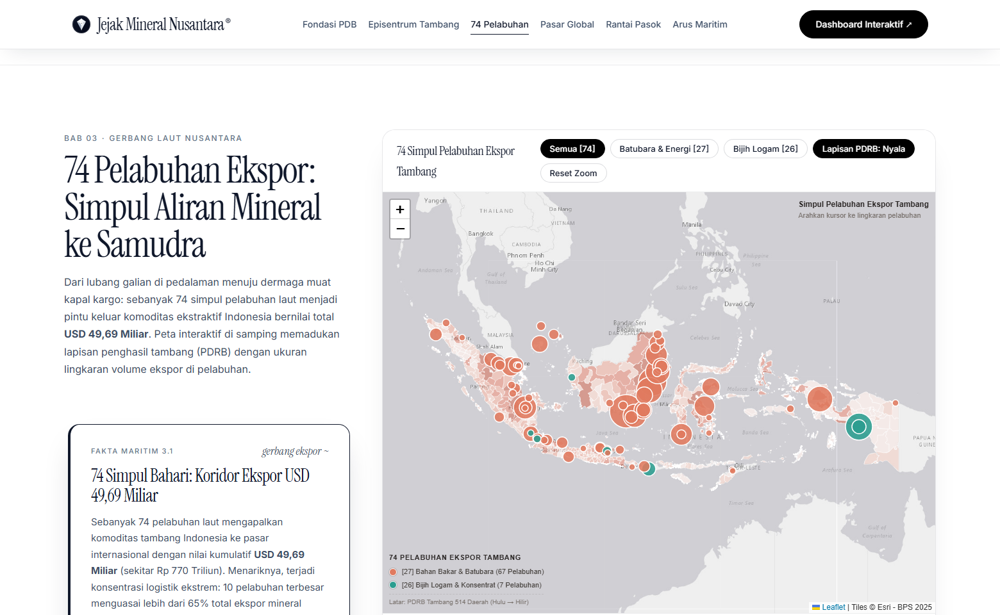 Jejak Mineral Nusantara®
Fondasi PDB
Episentrum Tambang
74 Pelabuhan
Pasar Global
Rantai Pasok
Arus Maritim
Dashboard Interaktif ↗
BAB 03 · GERBANG LAUT NUSANTARA
74 Pelabuhan Ekspor:
Simpul Aliran Mineral
ke Samudra
Dari lubang galian di pedalaman menuju dermaga muat
kapal kargo: sebanyak 74 simpul pelabuhan laut menjadi
pintu keluar komoditas ekstraktif Indonesia bernilai total
USD 49,69 Miliar. Peta interaktif di samping memadukan
lapisan penghasil tambang (PDRB) dengan ukuran
lingkaran volume ekspor di pelabuhan.
FAKTA MARITIM 3.1
gerbang ekspor ~
74 Simpul Bahari: Koridor Ekspor USD
49,69 Miliar
Sebanyak 74 pelabuhan laut mengapalkan
komoditas tambang Indonesia ke pasar
internasional dengan nilai kumulatif USD 49,69
Miliar (sekitar Rp 770 Triliun). Menariknya, terjadi
konsentrasi logistik ekstrem: 10 pelabuhan terbesar
menguasai lebih dari 65% total ekspor mineral
74 Simpul Pelabuhan Ekspor
Tambang
Semua [74]
Batubara & Energi [27]
Bijih Logam [26]
Lapisan PDRB: Nyala
Reset Zoom
+
−
Simpul Pelabuhan Ekspor Tambang
Arahkan kursor ke lingkaran pelabuhan
Yangon
THAILAND
Da Nang
VIETNAM
Bangkok
CAMBODIA
Phnom Penh
Ho Chi
Minh City
Andaman Sea
Gulf of
Thailand
Manila
PHILIPPINES
Philippine
Sea
Cebu City
Sulu Sea
Davao City
PALAU
Bandar Seri
Begawan
MALAYSIA
Shah Alam
Celebes Sea
Kuching
Molucca Sea
Java Sea
Banda Sea
Flores Sea
PAPUA N
GUINE
Arafura Sea
Timor Sea
Gulf of
Carpentaria
74 PELABUHAN EKSPOR TAMBANG
[27] Bahan Bakar & Batubara (67 Pelabuhan)
[26] Bijih Logam & Konsentrat (7 Pelabuhan)
Latar: PDRB Tambang 514 Daerah (Hulu → Hilir)
Leaflet | Tiles © Esri - BPS 2025